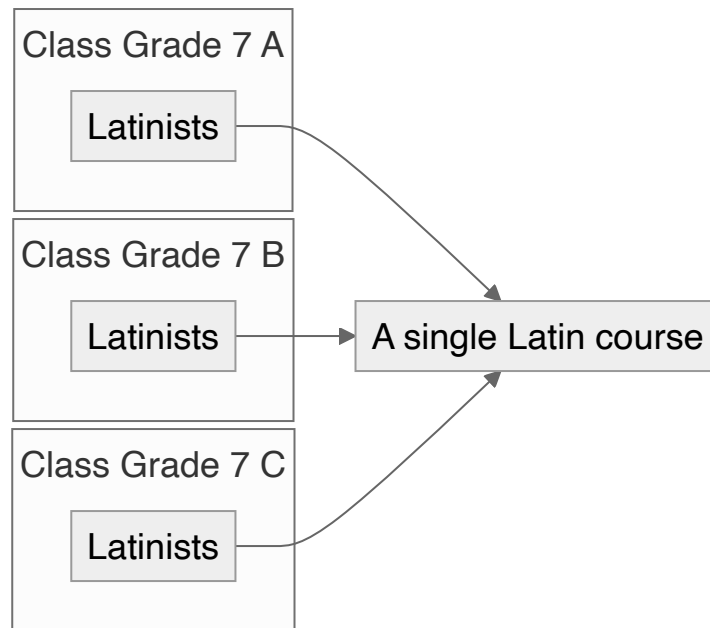 Class Grade 7 A
Latinists
Class Grade 7 B
Latinists
A single Latin course
Class Grade 7 C
Latinists